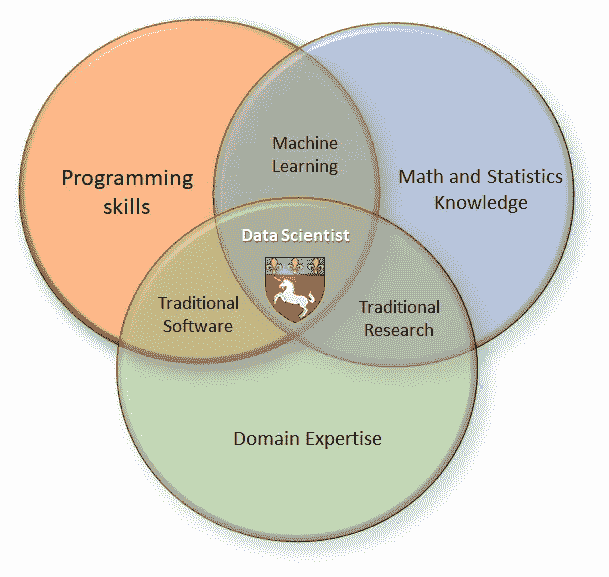 Machine
Learning
Programming
skills
Math and Statistics
Knowledge
Data Scientist
Traditional
Software
Traditional
Research
Domain Expertise